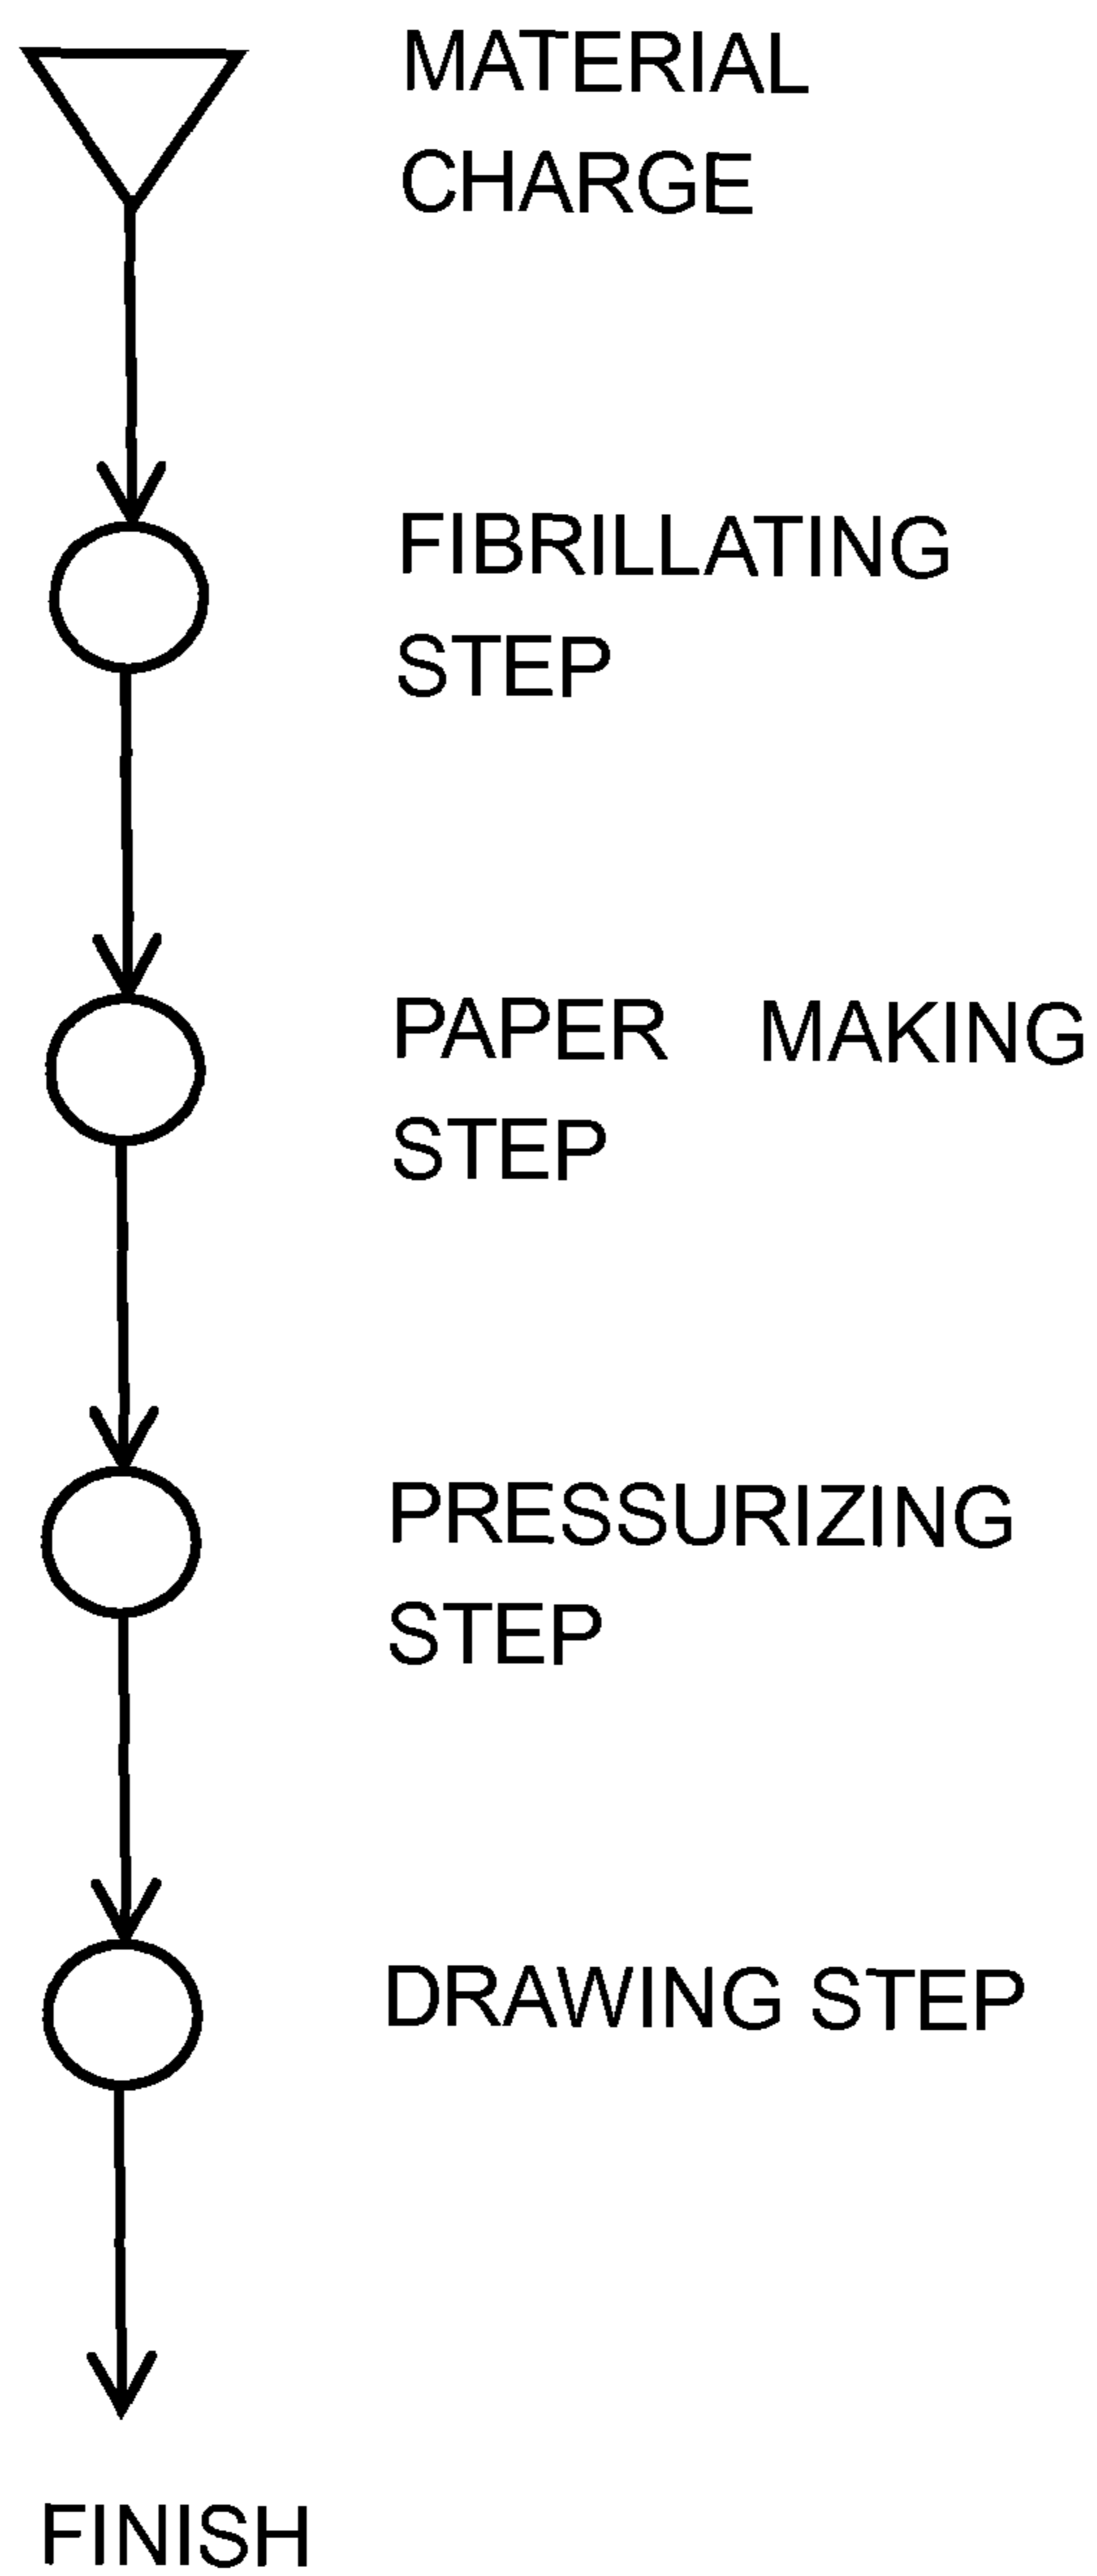 MATERIAL
CHARGE
FIBRILLATING
STEP
PAPER MAKING
STEP
PRESSURIZING
STEP
DRAWING STEP
FINISH